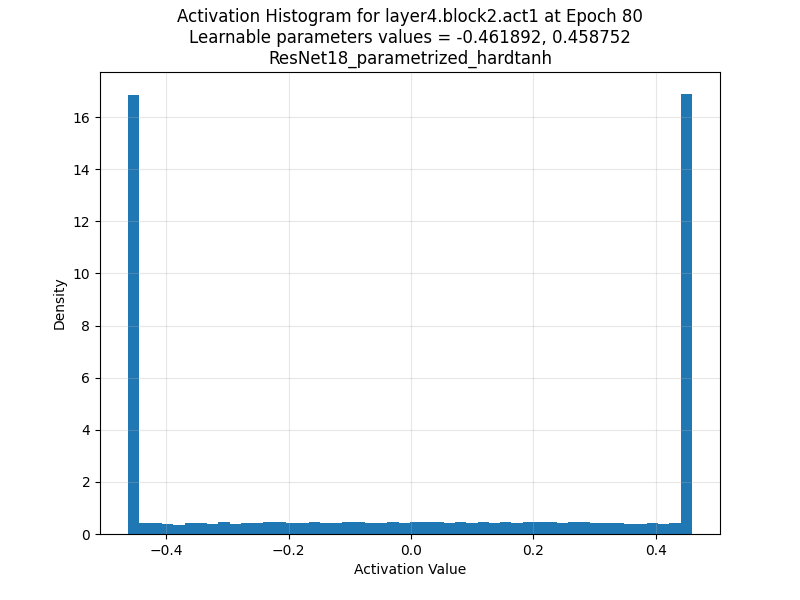 Activation Histogram for layer4.block2.act1 at Epoch 80
Learnable parameters values = -0.461892, 0.458752
ResNet18_parametrized_hardtanh
16
14
12
10
8
6
4
2
0
Density
−0.4
−0.2
0.0
0.2
0.4
Activation Value